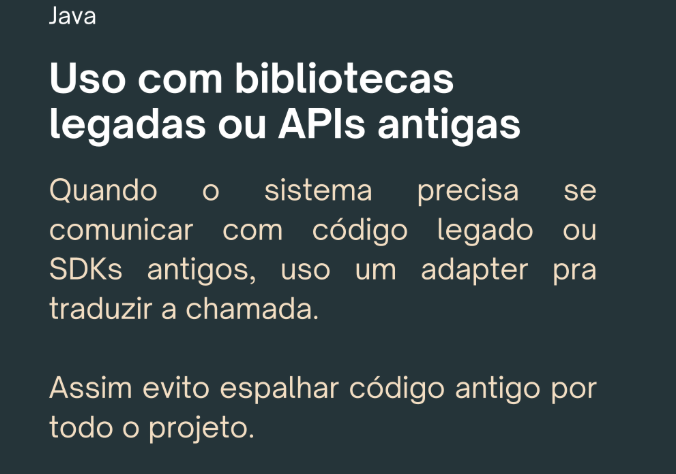 Java
Uso com bibliotecas
legadas ou APIs antigas
Quando o sistema precisa se
comunicar com código legado ou
SDKs antigos, uso um adapter pra
traduzir a chamada.
Assim evito espalhar código antigo por
todo o projeto.